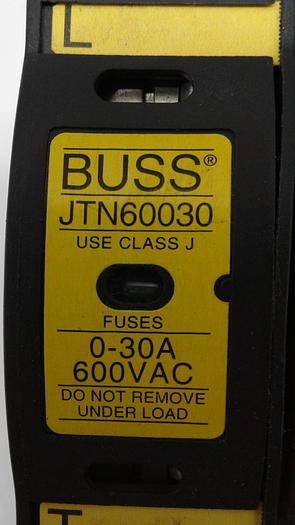 L
BUSS®
JTN60030
USE CLASS J
FUSES
0-30A
600VAC
DO NOT REMOVE
UNDER LOAD
T